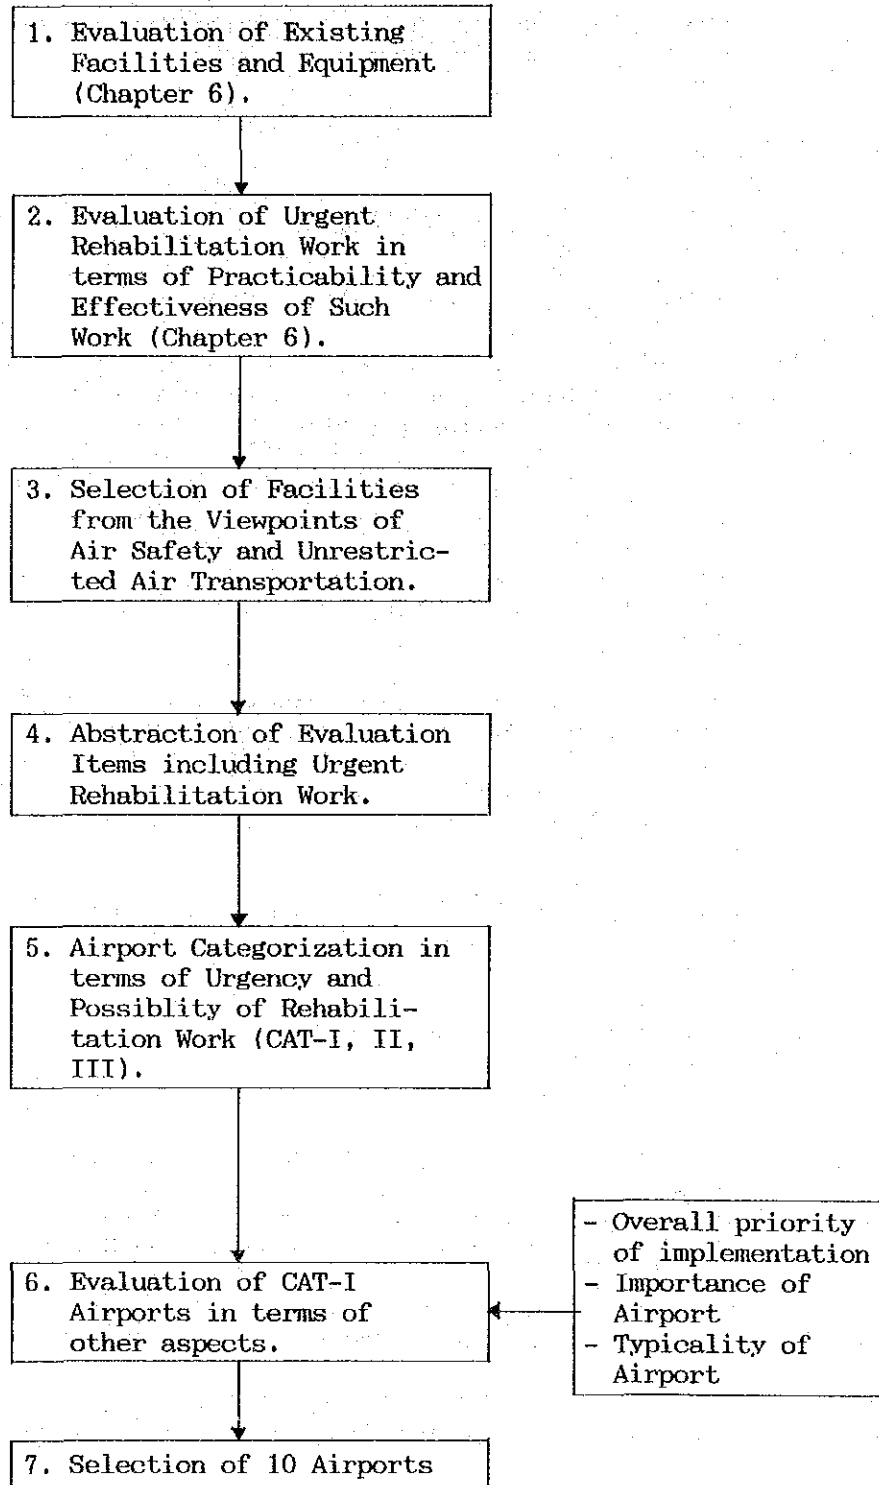 1. Evaluation of Existing
Facilities and Equipment
(Chapter 6).
2. Evaluation of Urgent
Rehabilitation Work in
terms of Practicability and
Effectiveness of Such
Work (Chapter 6).
3. Selection of Facilities
from the Viewpoints of
Air Safety and Unrestric-
ted Air Transportation.
4. Abstraction of Evaluation
Items including Urgent
Rehabilitation Work.
5. Airport Categorization in
terms of Urgency and
Possiblity of Rehabili-
tation Work (CAT-I, II,
III).
6. Evaluation of CAT-I
Airports in terms of
other aspects.
- Overall priority
of implementation
- Importance of
Airport
- Typicality of
Airport
7. Selection of 10 Airports